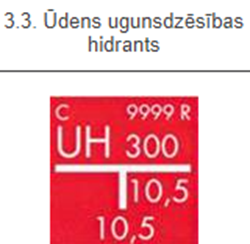 3.3. Ūdens ugunsdzēsības
hidrants
C 9999 R
UH 300
10,5
10,5